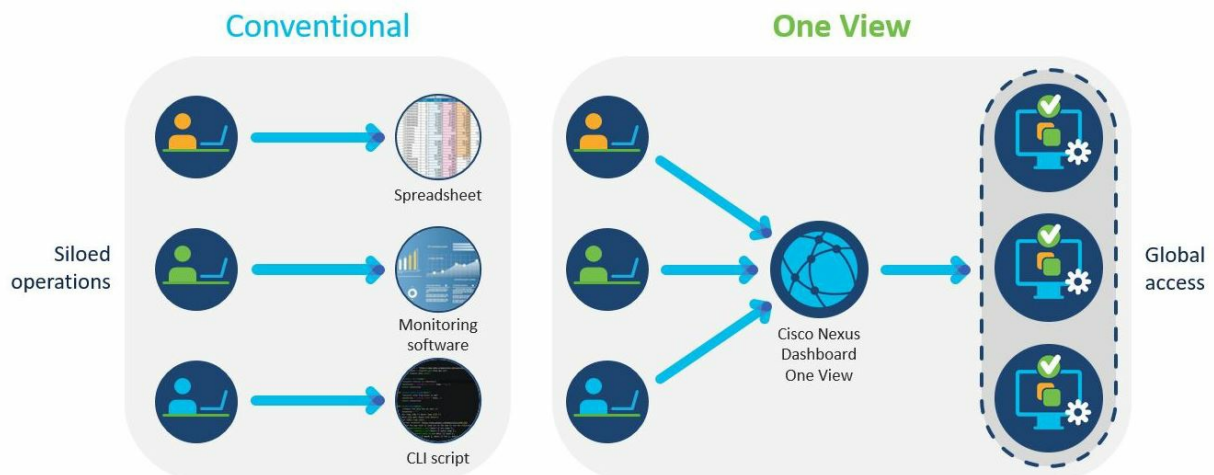 Conventional
One View
Spreadsheet
Siloed
operations
Monitoring
software
CLI script
Cisco Nexus
Dashboard
One View
Global
access